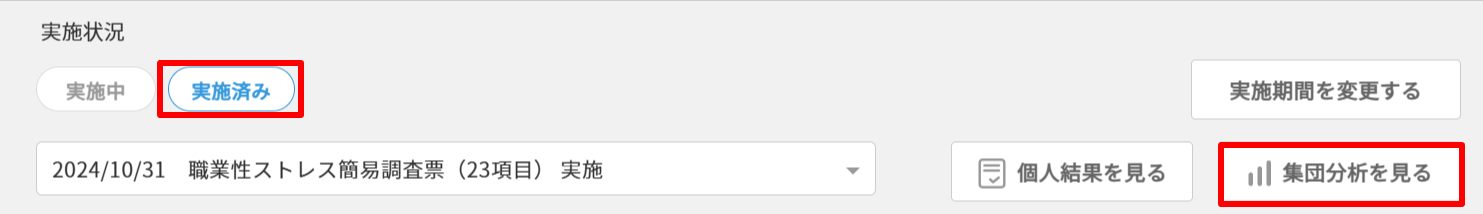 実施状況
実施中 実施済み 実施期間を変更する
2024/10/31　職業性ストレス簡易調査票（23項目） 実施 個人結果を見る 集団分析を見る